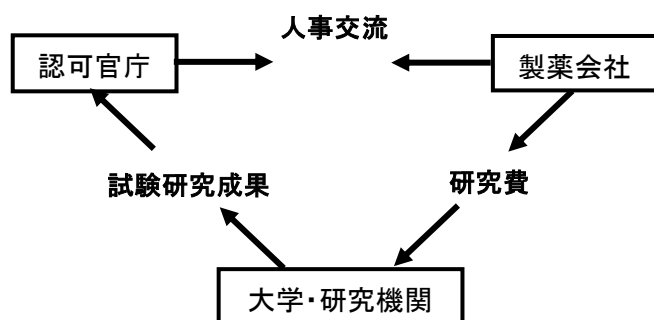 人事交流
認可官庁
製薬会社
試験研究成果
研究費
大学・研究機関